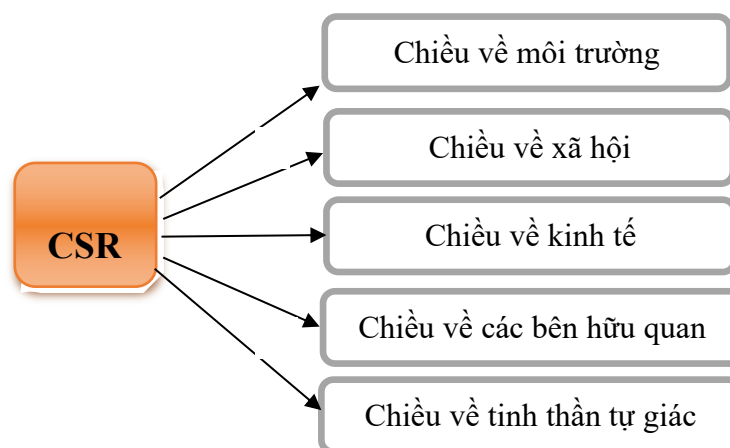 Chiều về môi trường
Chiều về xã hội
CSR
Chiều về kinh tế
Chiều về các bên hữu quan
Chiều về tinh thần tự giác